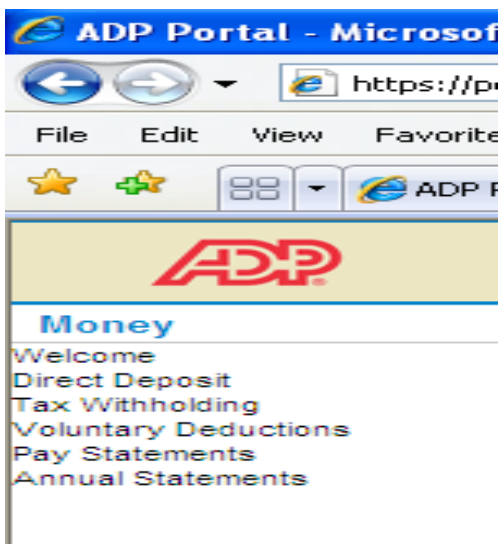 ADP Portal - Microsof
https://p
File Edit View Favorite
ADP P
ADP
Money
Welcome
Direct Deposit
Tax Withholding
Voluntary Deductions
Pay Statements
Annual Statements